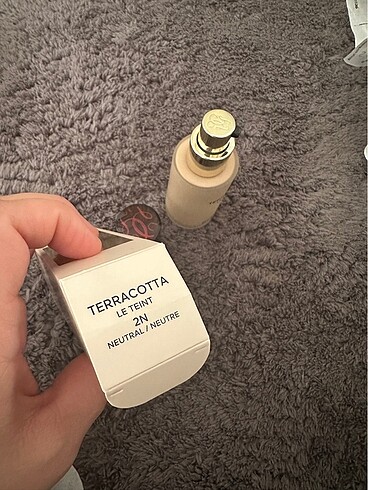 TERRACOTTA
LE TEINT
2N
NEUTRAL / NEUTRE